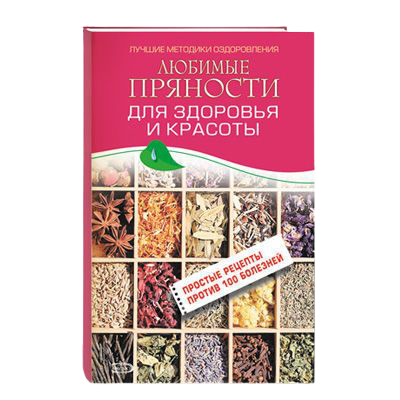 ЛУЧШИЕ МЕТОДИКИ ОЗДОРОВЛЕНИЯ
ЛЮБИМЫЕ
ПРЯНОСТИ
ДЛЯ ЗДОРОВЬЯ
И КРАСОТЫ
ПРОСТЫЕ РЕЦЕПТЫ
ПРОТИВ 100 БОЛЕЗНЕЙ